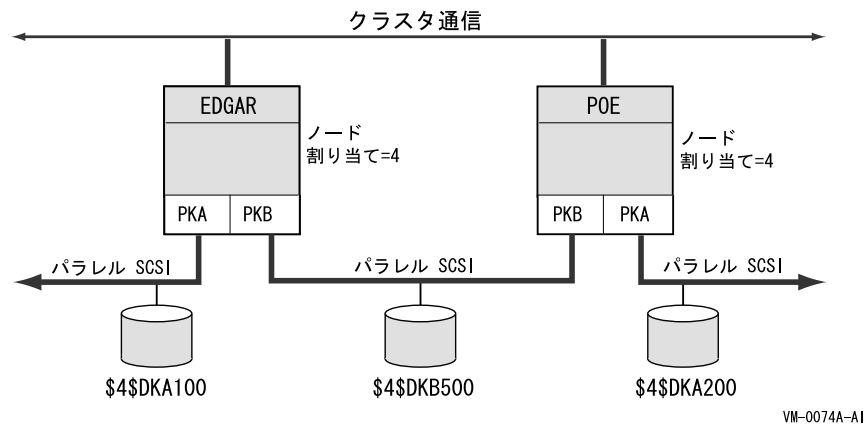 クラスタ通信
EDGAR
ノード
割り当て=4
PKA
PKB
POE
ノード
割り当て=4
PKB
PKA
パラレル SCSI
パラレル SCSI
パラレル SCSI
$4$DKA100
$4$DKB500
$4$DKA200
VM-0074A-AI